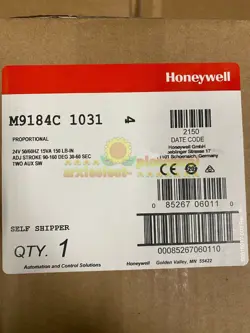 Honeywell
M9184C 1031
4
PROPORTIONAL
24V 50/60HZ 15VA 150 LB-IN
ADJ STROKE 90-160 DEG 30-60 SEC
TWO AUX SW
2150
DATE CODE
Honeywell GmbH
Schönaich, Germany
0 85267 06011 0
SELF SHIPPER
QTY. 1
00085267060110
Automation and Control Solutions
Honeywell
Golden Valley, MN 55422